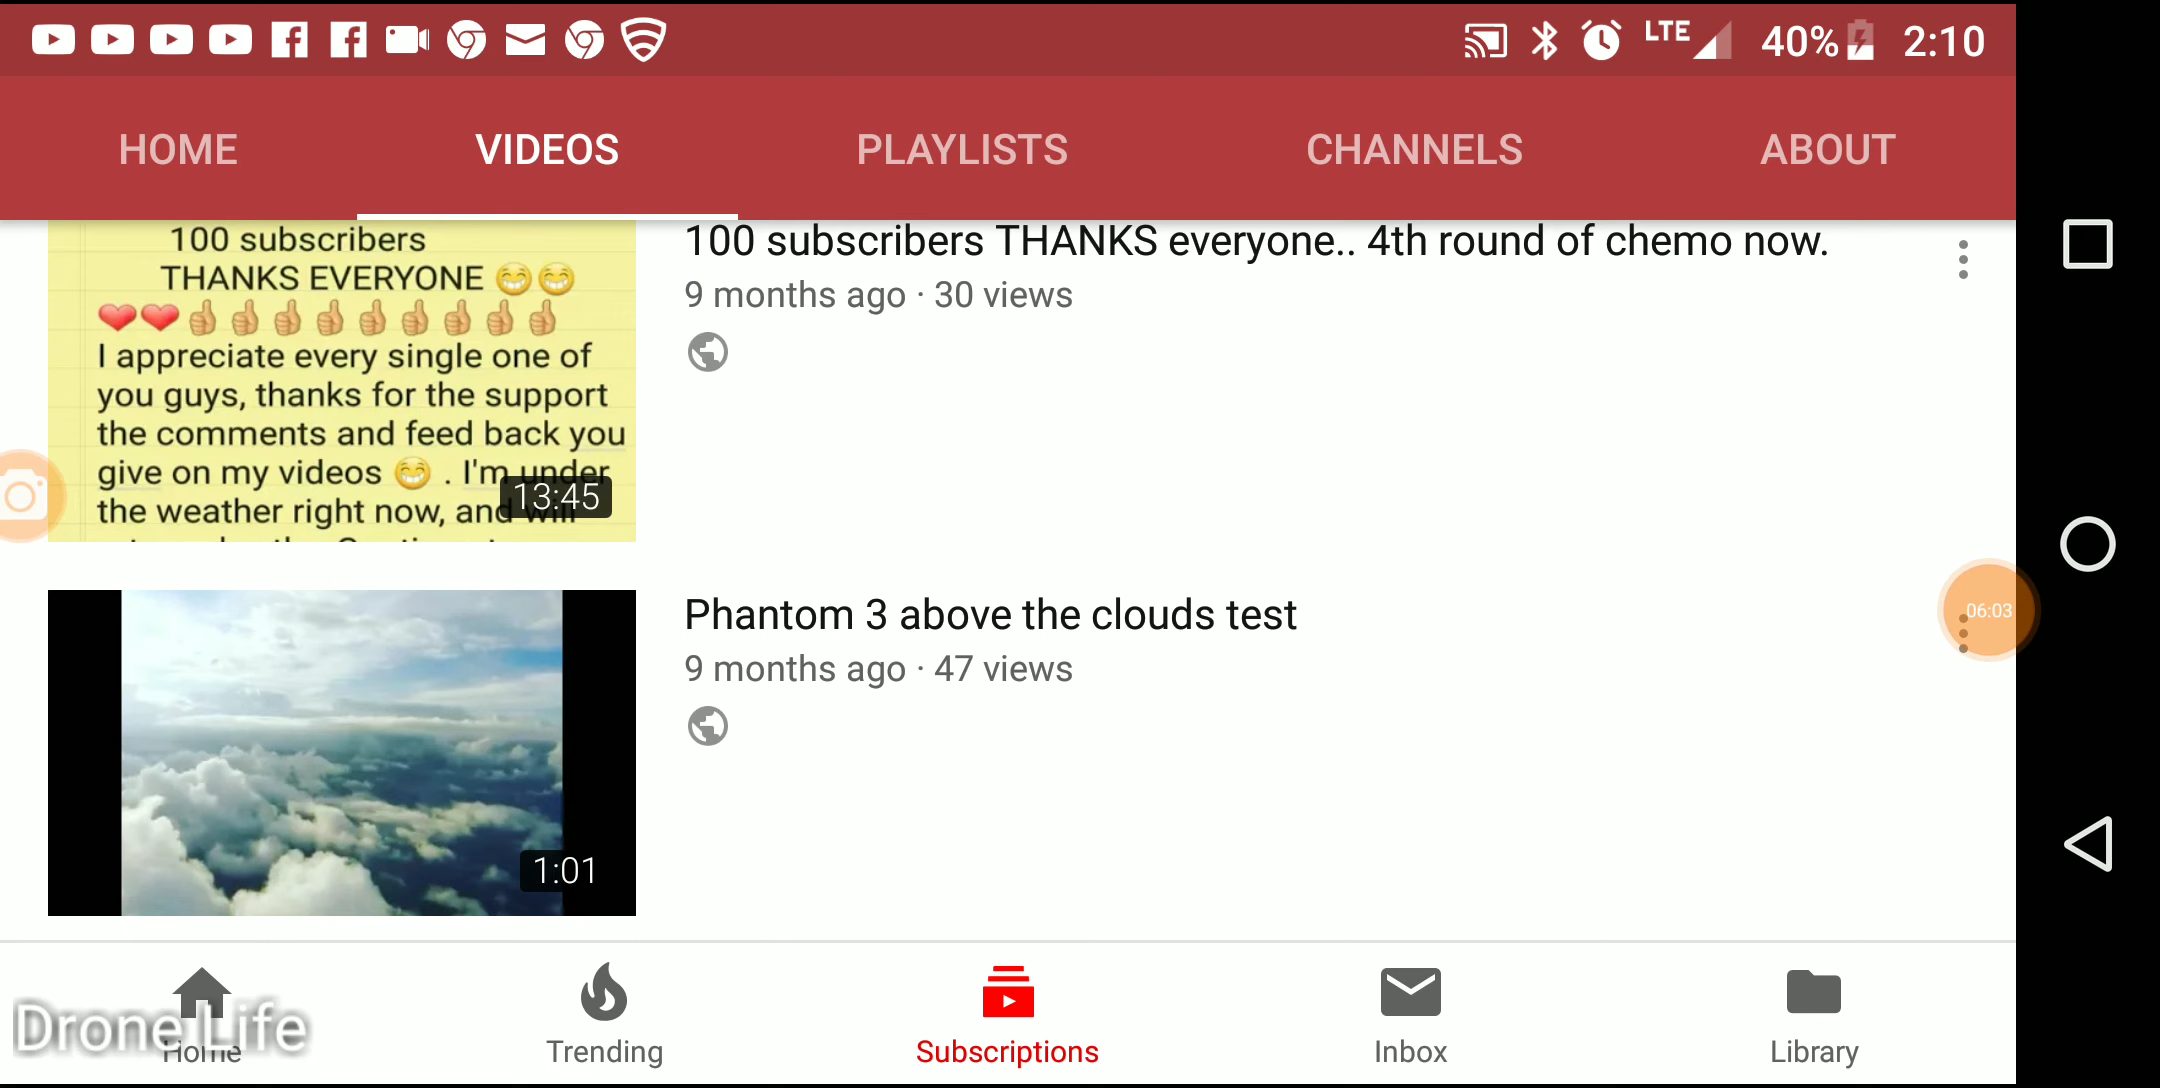 LTE 40% 2:10
HOME VIDEOS PLAYLISTS CHANNELS ABOUT
100 subscribers
THANKS EVERYONE 😁😁
❤❤👍👍👍👍👍👍👍👍👍
I appreciate every single one of
you guys, thanks for the support
the comments and feed back you
give on my videos 😁 . I'm under
the weather right now, and will
13:45
100 subscribers THANKS everyone.. 4th round of chemo now.
9 months ago · 30 views
1:01
Phantom 3 above the clouds test
9 months ago · 47 views
06:03
Drone Life
Home Trending Subscriptions Inbox Library